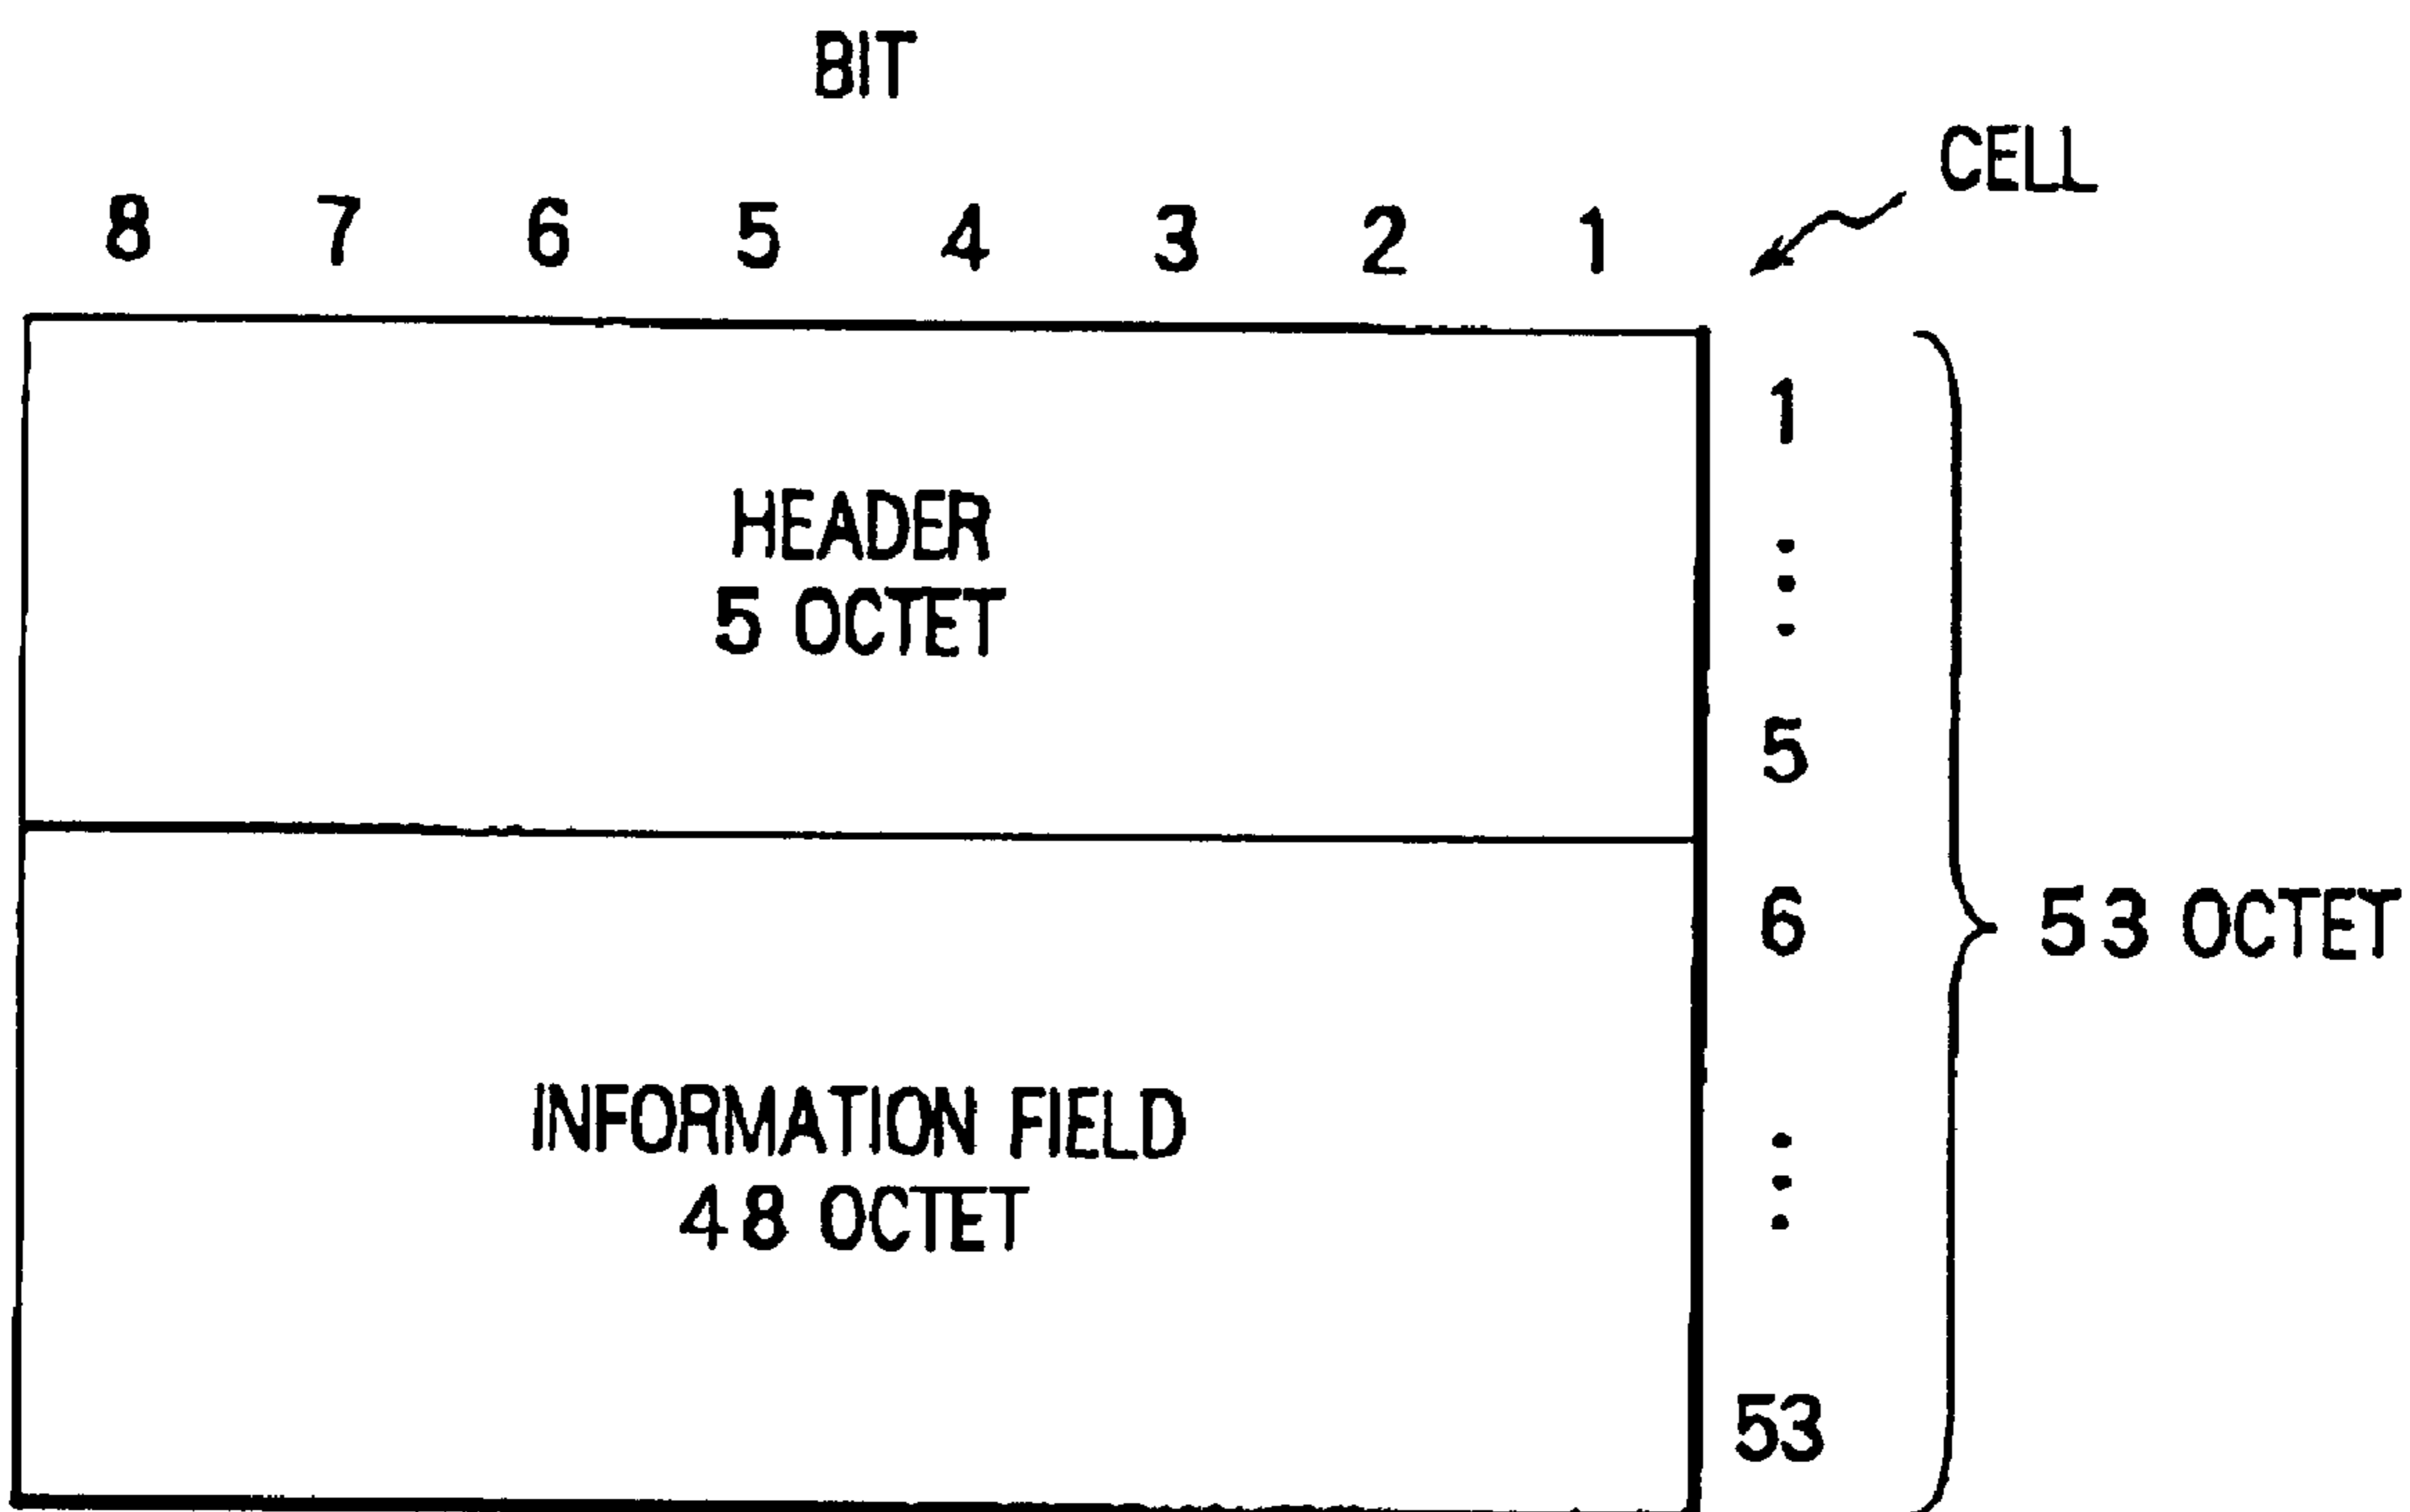 BIT
CELL
8 7 6 5 4 3 2 1
1
HEADER
5 OCTET
5
6
53 OCTET
INFORMATION FIELD
48 OCTET
53